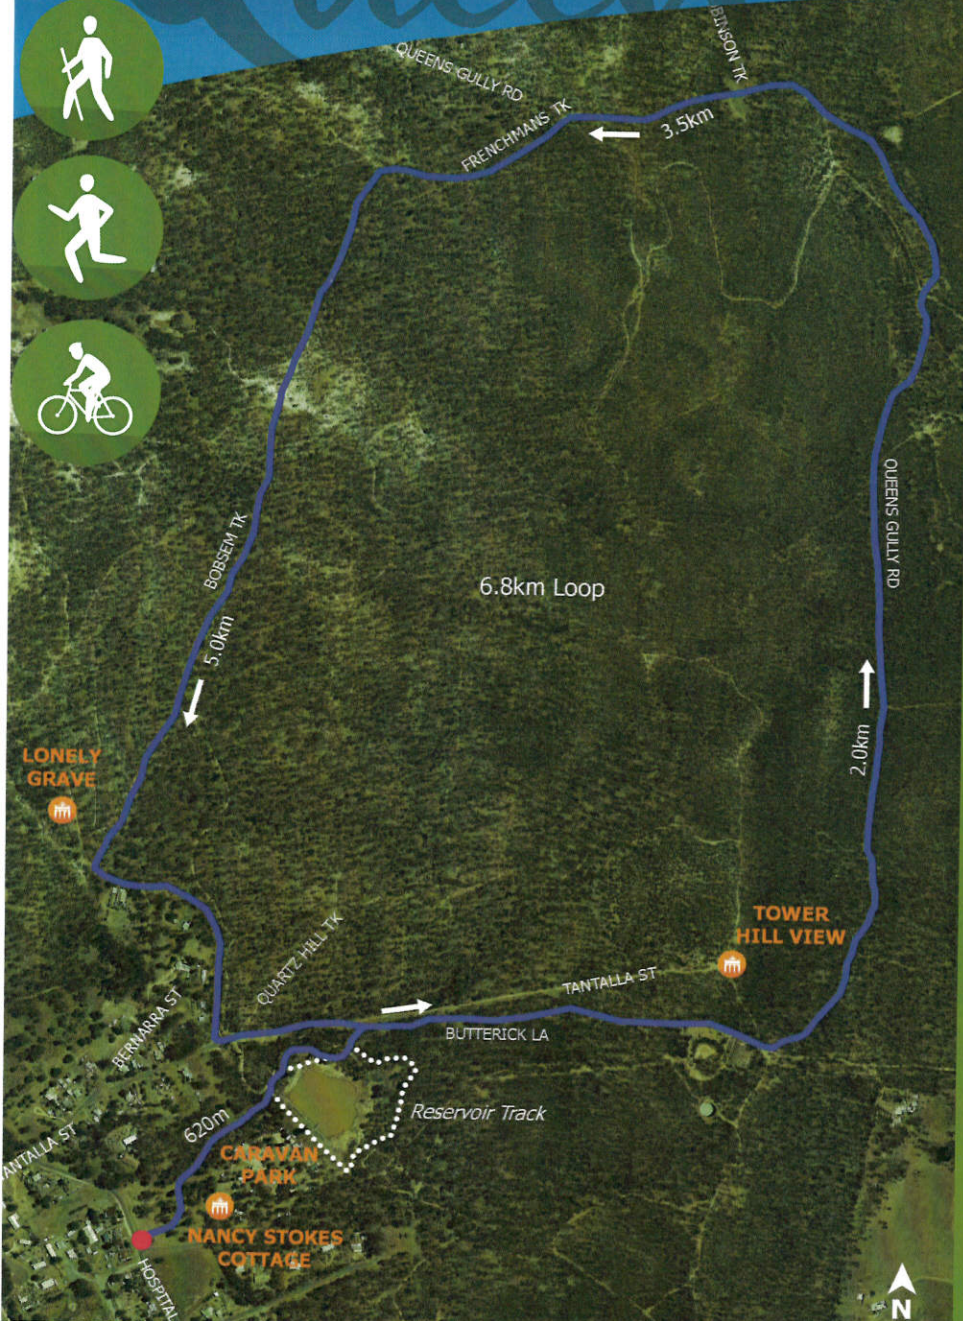 QUEENS GULLY RD
FRENCHMANS TK
3.5km
BOBSEM TK
5.0km
6.8km Loop
QUEENS GULLY RD
2.0km
LONELY
GRAVE
TOWER
HILL VIEW
QUARTZ HILL TK
TANTALLA ST
BUTTERICK LA
BERNARRA ST
Reservoir Track
620m
CARAVAN
PARK
NANCY STOKES
COTTAGE
HOSPITAL
N